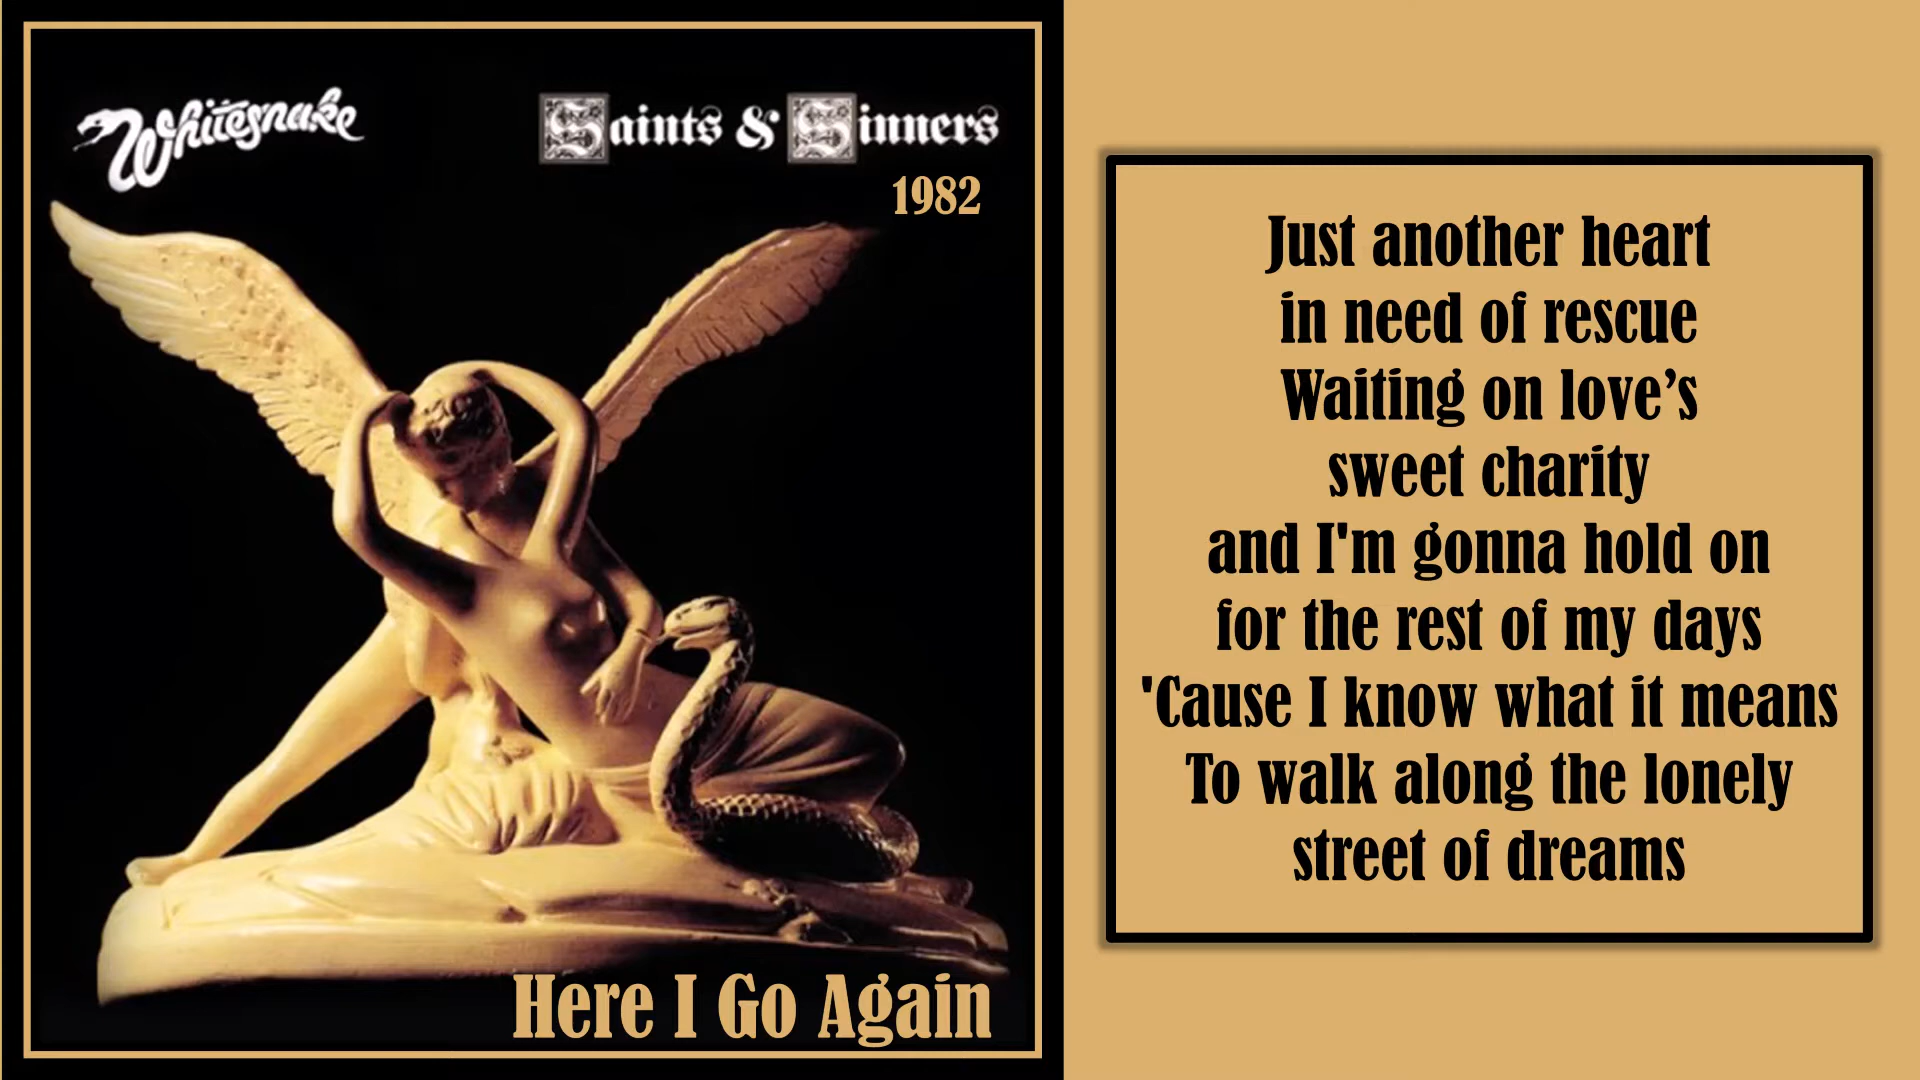 Whitesnake
Saints & Sinners
1982
Here I Go Again
Just another heart
in need of rescue
Waiting on love’s
sweet charity
and I'm gonna hold on
for the rest of my days
'Cause I know what it means
To walk along the lonely
street of dreams